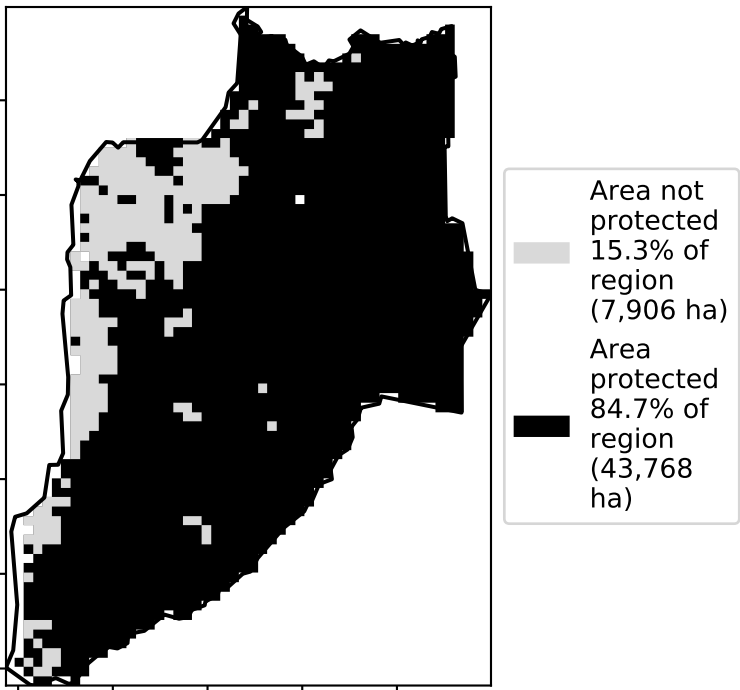 Area not
protected
15.3% of
region
(7,906 ha)
Area
protected
84.7% of
region
(43,768
ha)